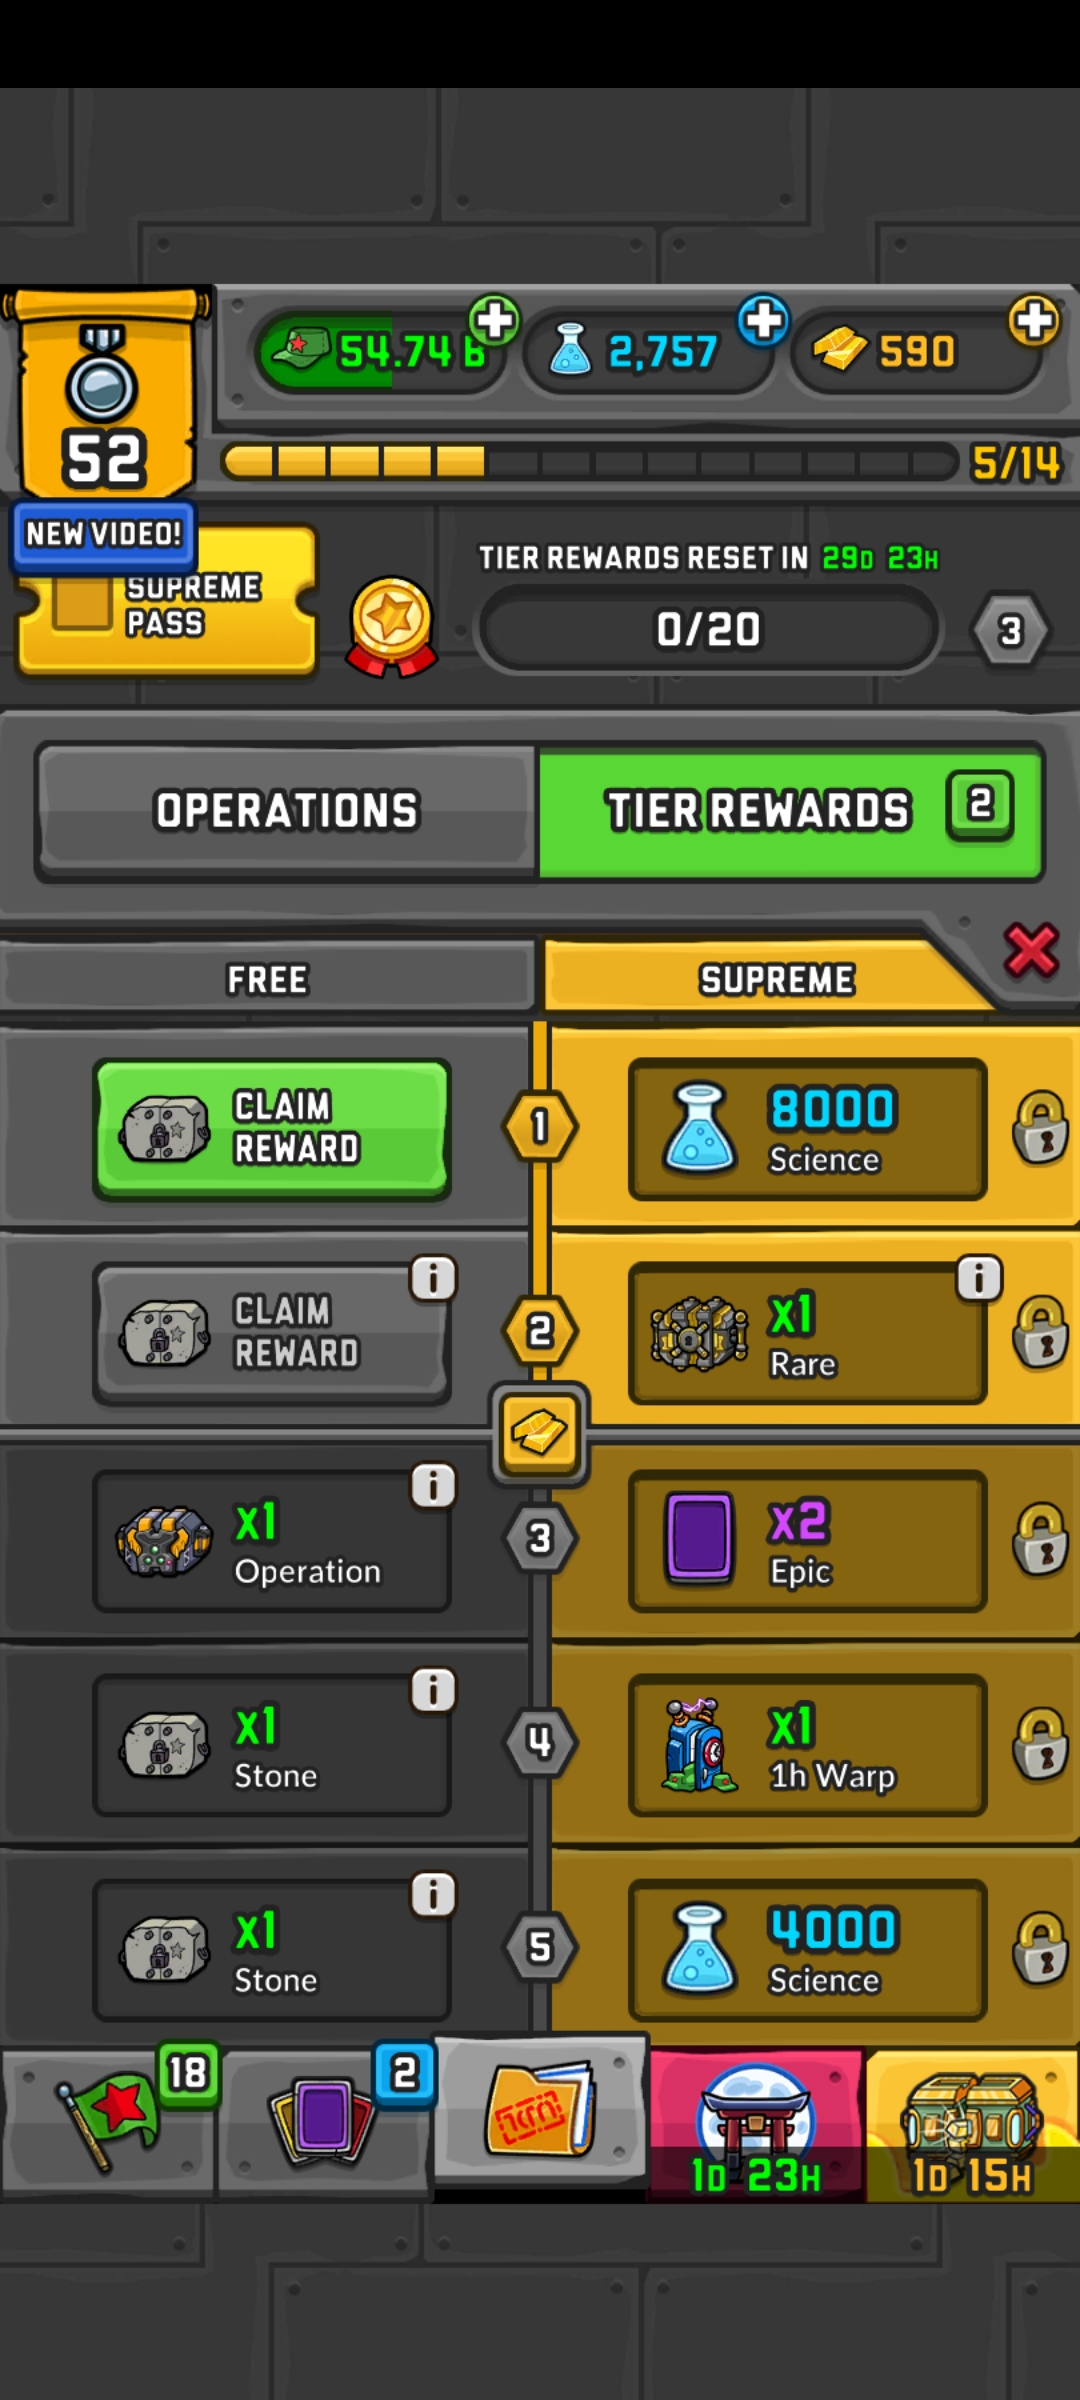 54.74 B
2,757
590
52
5/14
NEW VIDEO!
SUPREME
PASS
TIER REWARDS RESET IN 29D 23H
0/20
3
OPERATIONS
TIER REWARDS
2
FREE
SUPREME
CLAIM
REWARD
1
8000
Science
CLAIM
REWARD
i
2
x1
Rare
i
x1
Operation
i
3
x2
Epic
x1
Stone
i
4
x1
1h Warp
x1
Stone
i
5
4000
Science
18
2
1D 23H
1D 15H